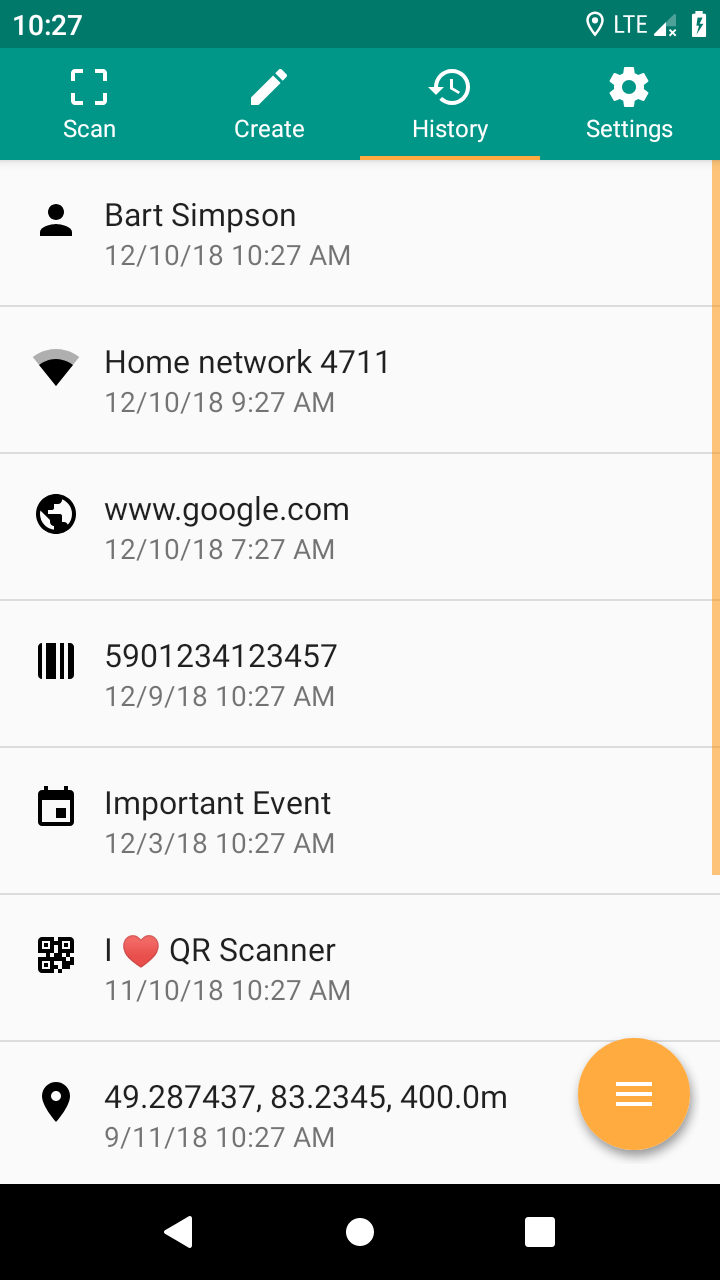 10:27 LTE
Scan Create History Settings
Bart Simpson
12/10/18 10:27 AM
Home network 4711
12/10/18 9:27 AM
www.google.com
12/10/18 7:27 AM
5901234123457
12/9/18 10:27 AM
Important Event
12/3/18 10:27 AM
I ❤️ QR Scanner
11/10/18 10:27 AM
49.287437, 83.2345, 400.0m
9/11/18 10:27 AM